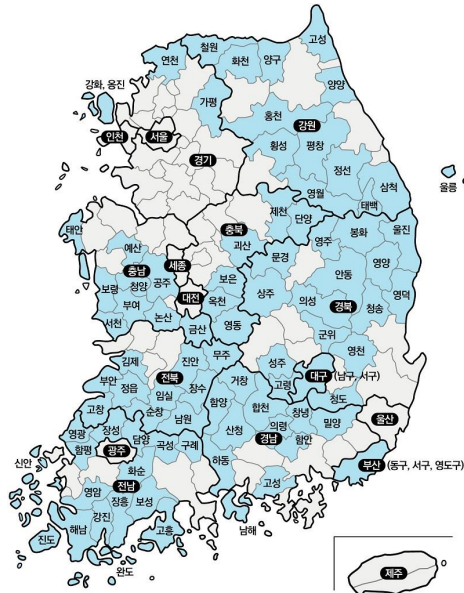 고성
철원
연천
화천
양구
강화, 옹진
가평
양양
홍천
강원
인천
서울
횡성
평창
경기
정선
울릉
영월
삼척
태백
태안
제천
단양
충북
괴산
봉화
울진
영주
예산
문경
세종
충남
영양
안동
보은
보령
청양
공주
대전
상주
의성
경북
청송
영덕
부여
옥천
논산
서천
금산
영동
군위
영천
김제
무주
진안
성주
전북
부안
정읍
임실
장수
고령
대구 (남구, 서구)
청도
거창
함양
합천
창녕
고창
순창
남원
밀양
울산
영광
장성
담양
곡성
구례
산청
의령
경남
함안
신안
함평
광주
화순
하동
부산 (동구, 서구, 영도구)
영암
전남
장흥
보성
고성
강진
해남
고흥
남해
진도
완도
제주